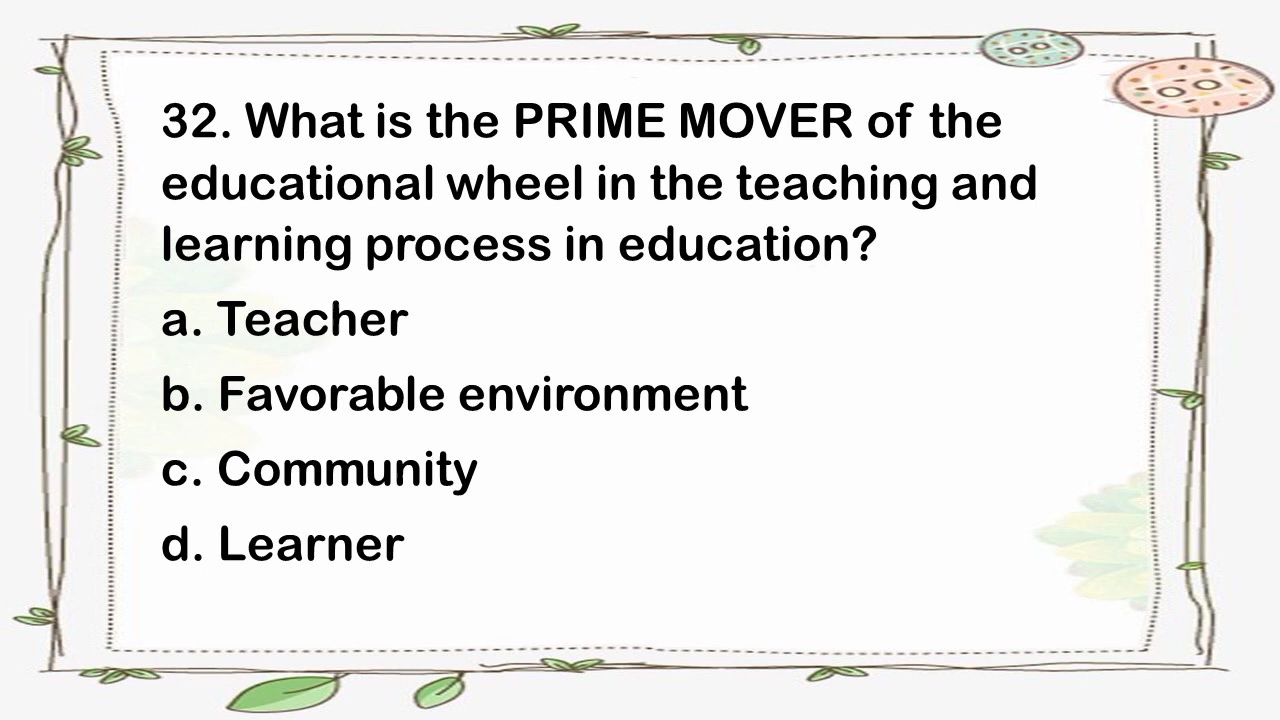 32. What is the PRIME MOVER of the
educational wheel in the teaching and
learning process in education?
a. Teacher
b. Favorable environment
c. Community
d. Learner